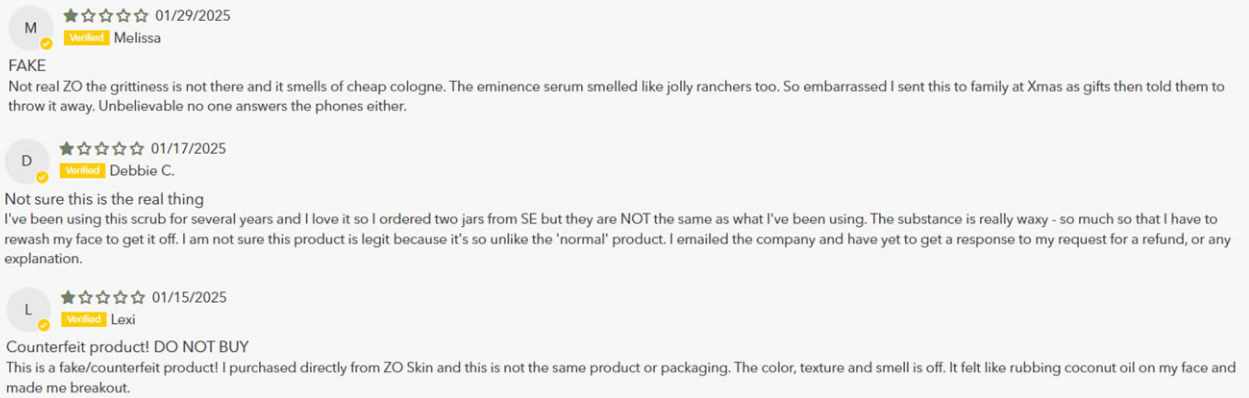 M
01/29/2025
Verified Melissa
FAKE
Not real ZO the grittiness is not there and it smells of cheap cologne. The eminence serum smelled like jolly ranchers too. So embarrassed I sent this to family at Xmas as gifts then told them to
throw it away. Unbelievable no one answers the phones either.
D
01/17/2025
Verified Debbie C.
Not sure this is the real thing
I've been using this scrub for several years and I love it so I ordered two jars from SE but they are NOT the same as what I've been using. The substance is really waxy - so much so that I have to
rewash my face to get it off. I am not sure this product is legit because it's so unlike the 'normal' product. I emailed the company and have yet to get a response to my request for a refund, or any
explanation.
L
01/15/2025
Verified Lexi
Counterfeit product! DO NOT BUY
This is a fake/counterfeit product! I purchased directly from ZO Skin and this is not the same product or packaging. The color, texture and smell is off. It felt like rubbing coconut oil on my face and
made me breakout.